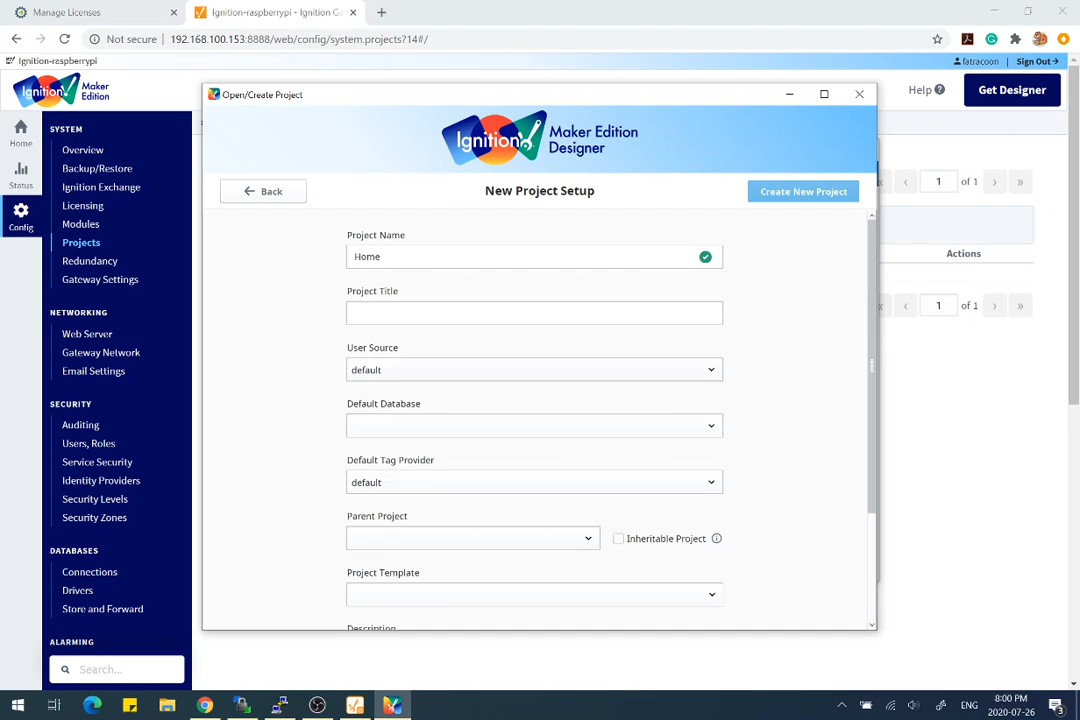 Manage Licenses
Ignition-raspberrypi - Ignition Ga
Not secure
192.168.100.153:8888/web/config/system.projects?14#/
Ignition-raspberrypi
fatracoon
Sign Out
Ignition
Maker
Edition
Help
Get Designer
Home
Status
Config
SYSTEM
Overview
Backup/Restore
Ignition Exchange
Licensing
Modules
Projects
Redundancy
Gateway Settings
NETWORKING
Web Server
Gateway Network
Email Settings
SECURITY
Auditing
Users, Roles
Service Security
Identity Providers
Security Levels
Security Zones
DATABASES
Connections
Drivers
Store and Forward
ALARMING
Search...
Open/Create Project
Ignition
Maker Edition
Designer
Back
New Project Setup
Create New Project
Project Name
Home
Project Title
User Source
default
Default Database
Default Tag Provider
default
Parent Project
Inheritable Project
Project Template
Description
1 of 1
Actions
1 of 1
ENG
8:00 PM
2020-07-26
3